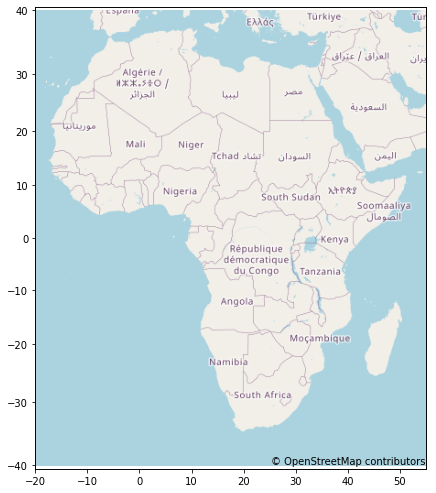 40
España
Ελλάς
Türkiye
30
Algérie /
ⵍⵣⵣⴰⵢⴻⵔ /
الجزائر
ليبيا
مصر
العراق / عێراق
السعودية
20
موريتانيا
Mali
Niger
Tchad تشاد
السودان
اليمن
10
Nigeria
South Sudan
ኢትዮጵያ
Soomaaliya
الصومال
0
République
démocratique
du Congo
Kenya
−10
Tanzania
Angola
−20
Moçambique
Namibia
−30
South Africa
−40
© OpenStreetMap contributors
−20
−10
0
10
20
30
40
50